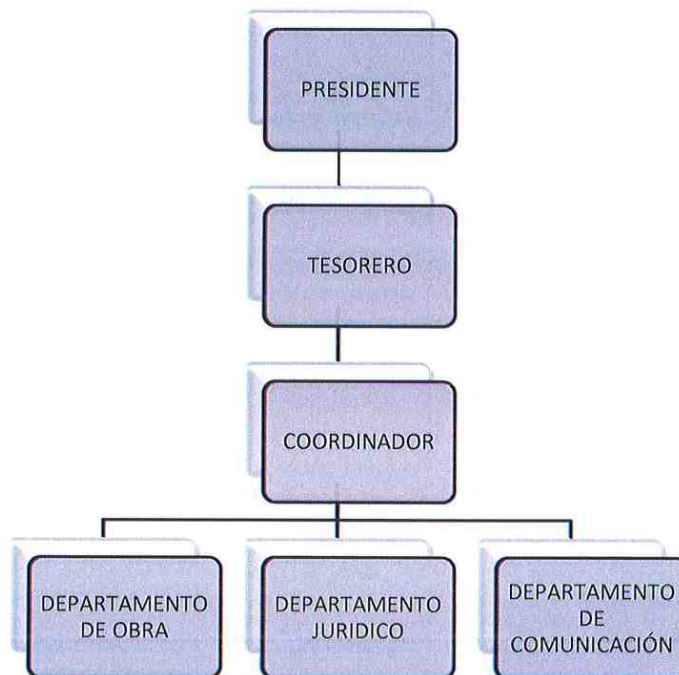 PRESIDENTE
TESORERO
COORDINADOR
DEPARTAMENTO
DE OBRA
DEPARTAMENTO
JURIDICO
DEPARTAMENTO
DE
COMUNICACIÓN